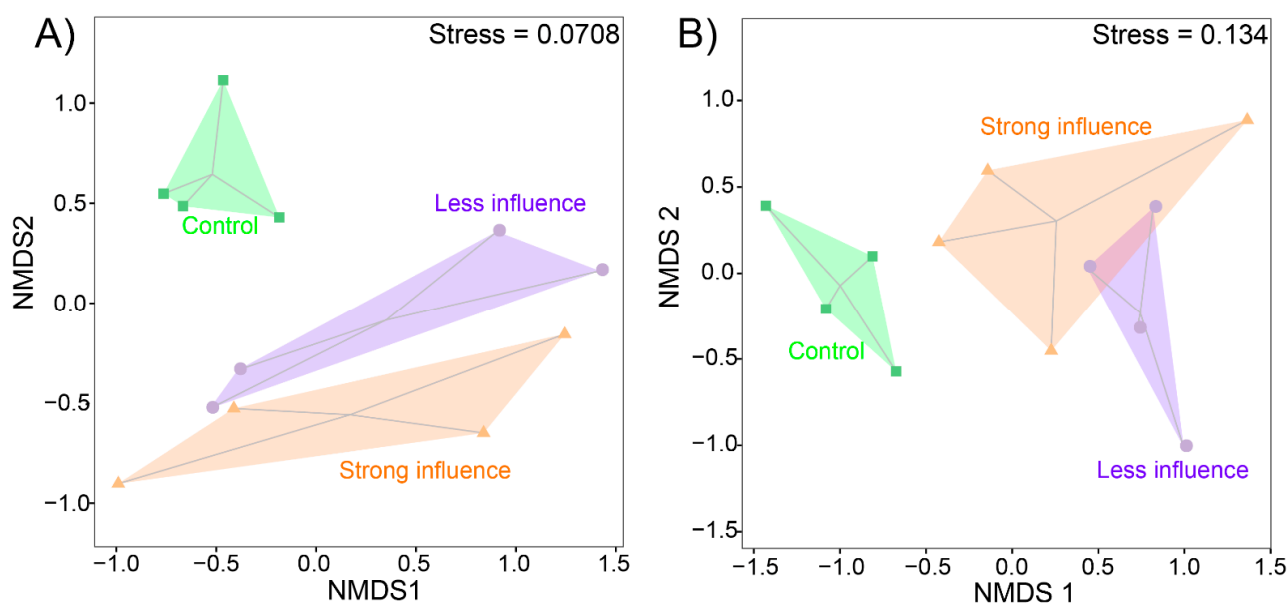 A)
Stress = 0.0708
1.0
0.5
0.0
−0.5
−1.0
NMDS2
Control
Less influence
Strong influence
−1.0 −0.5 0.0 0.5 1.0 1.5
NMDS1
B)
Stress = 0.134
1.0
0.5
0.0
−0.5
−1.0
−1.5
NMDS 2
Strong influence
Control
Less influence
−1.5 −1.0 −0.5 0.0 0.5 1.0 1.5
NMDS 1